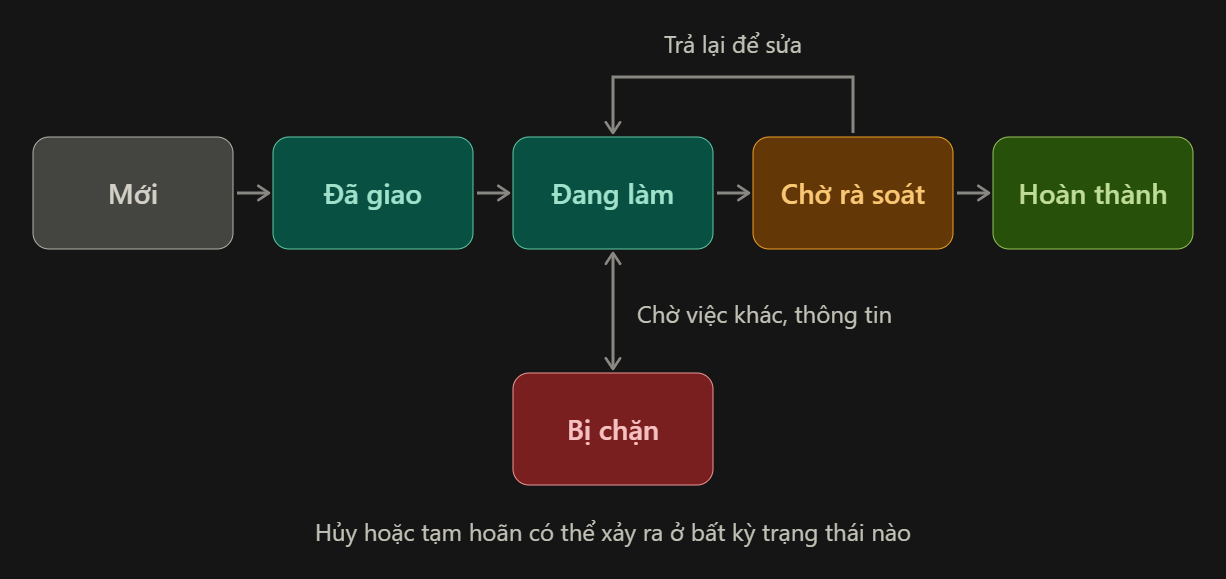 Trả lại để sửa
Mới
Đã giao
Đang làm
Chờ rà soát
Hoàn thành
Chờ việc khác, thông tin
Bị chặn
Hủy hoặc tạm hoãn có thể xảy ra ở bất kỳ trạng thái nào